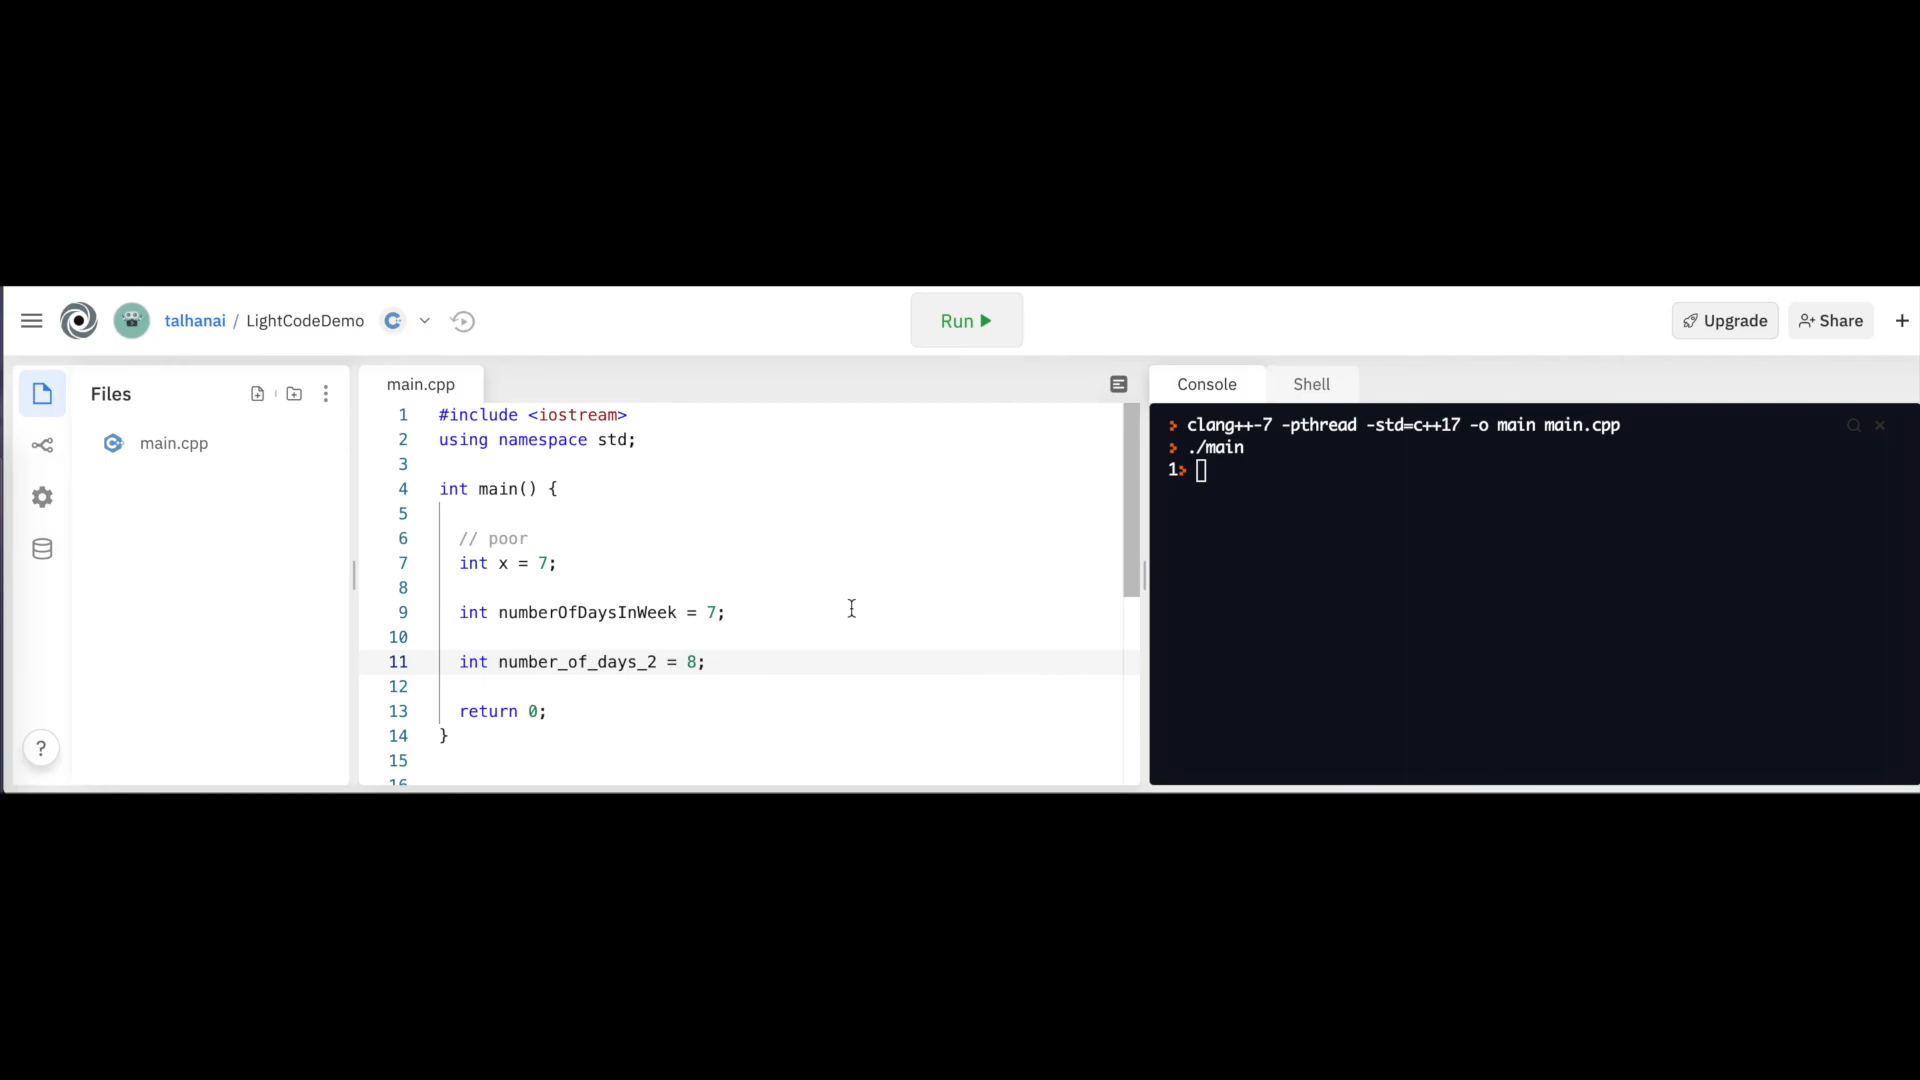 talhanai / LightCodeDemo
Run
Upgrade
Share
+
Files
main.cpp
main.cpp
1 #include <iostream>
2 using namespace std;
3
4 int main() {
5
6 // poor
7 int x = 7;
8
9 int numberOfDaysInWeek = 7;
10
11 int number_of_days_2 = 8;
12
13 return 0;
14 }
15
16
?
Console
Shell
clang++-7 -pthread -std=c++17 -o main main.cpp
./main
1